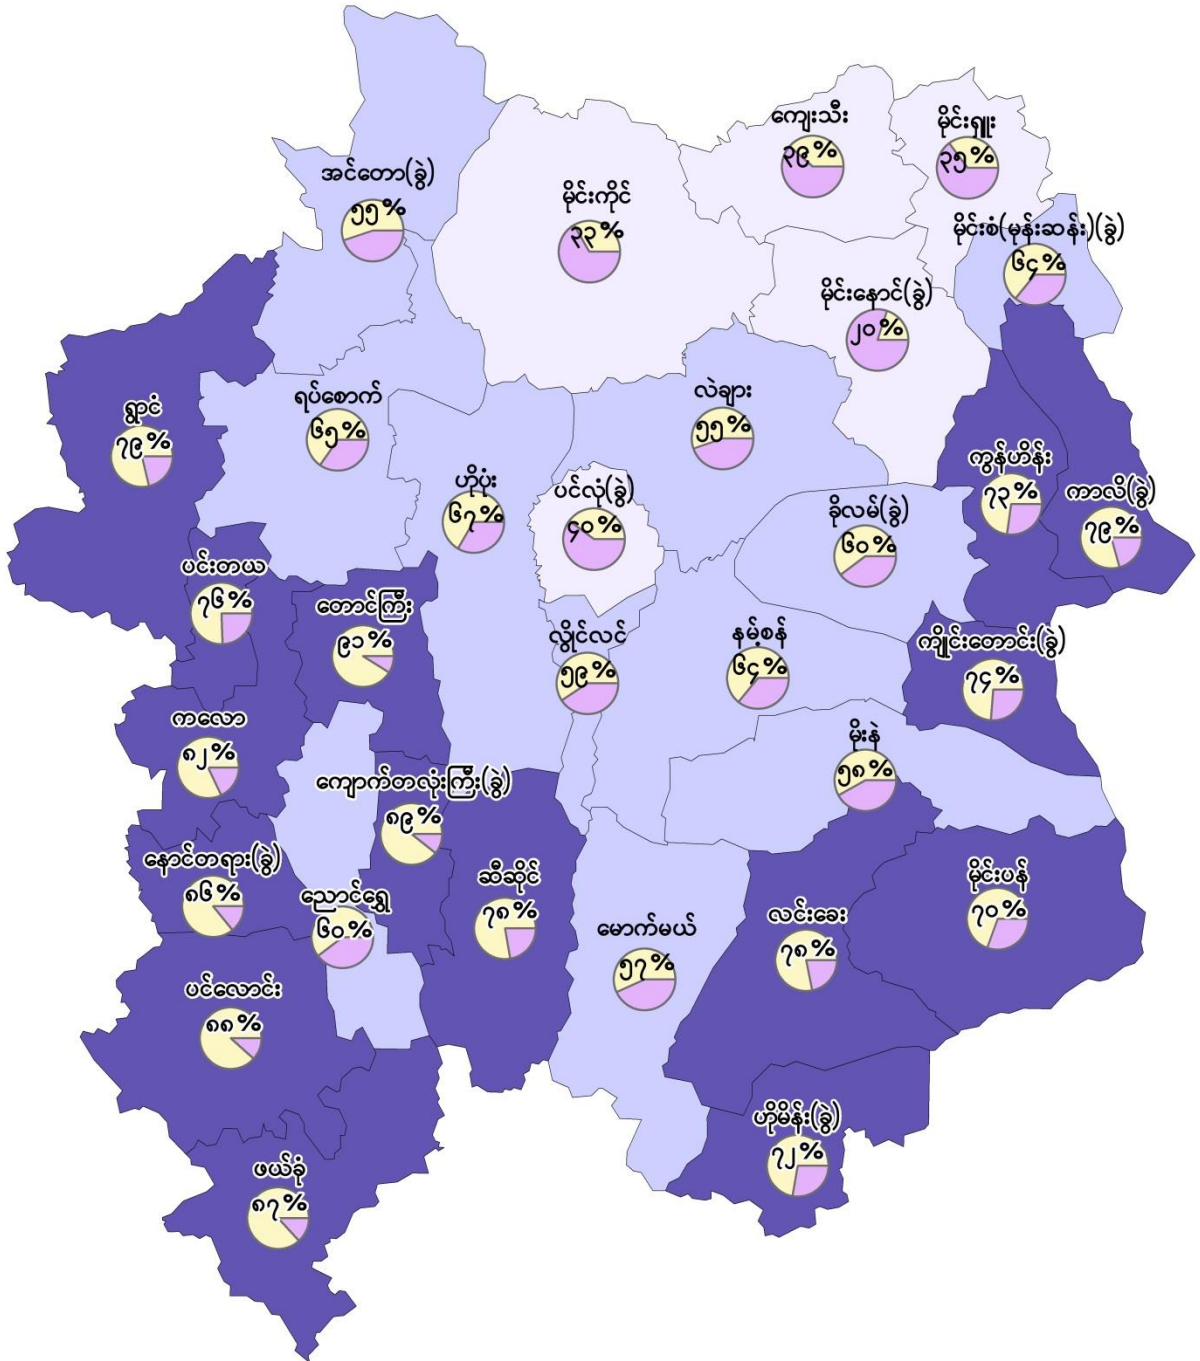 ကျေးသီး
၃၉%
မိုင်းရှူး
၃၅%
အင်တော(ခွဲ)
၅၅%
မိုင်းကိုင်
၃၃%
မိုင်းစံ(မုန်းဆန်း)(ခွဲ)
၆၄%
မိုင်းနောင်(ခွဲ)
၂၀%
ရွာငံ
၇၉%
ရပ်စောက်
၆၅%
လဲချား
၅၅%
ဟိုပုံး
၆၇%
ပင်လုံ(ခွဲ)
၄၀%
ခိုလမ်(ခွဲ)
၆၀%
ကွန်ဟိန်း
၇၃%
ကာလိ(ခွဲ)
၇၉%
ပင်းတယ
၇၆%
တောင်ကြီး
၉၁%
လွိုင်လင်
၅၉%
နမ့်စန်
၆၄%
ကျိုင်းတောင်း(ခွဲ)
၇၄%
ကလော
၈၂%
ကျောက်တလုံးကြီး(ခွဲ)
၈၉%
မိုးနဲ
၅၈%
နောင်တရား(ခွဲ)
၈၆%
ညောင်ရွှေ
၆၀%
ဆီဆိုင်
၇၈%
မောက်မယ်
၅၇%
လင်းခေး
၇၈%
မိုင်းပန်
၇၀%
ပင်လောင်း
၈၈%
ဟိုမိန်း(ခွဲ)
၇၂%
ဖယ်ခုံ
၈၇%